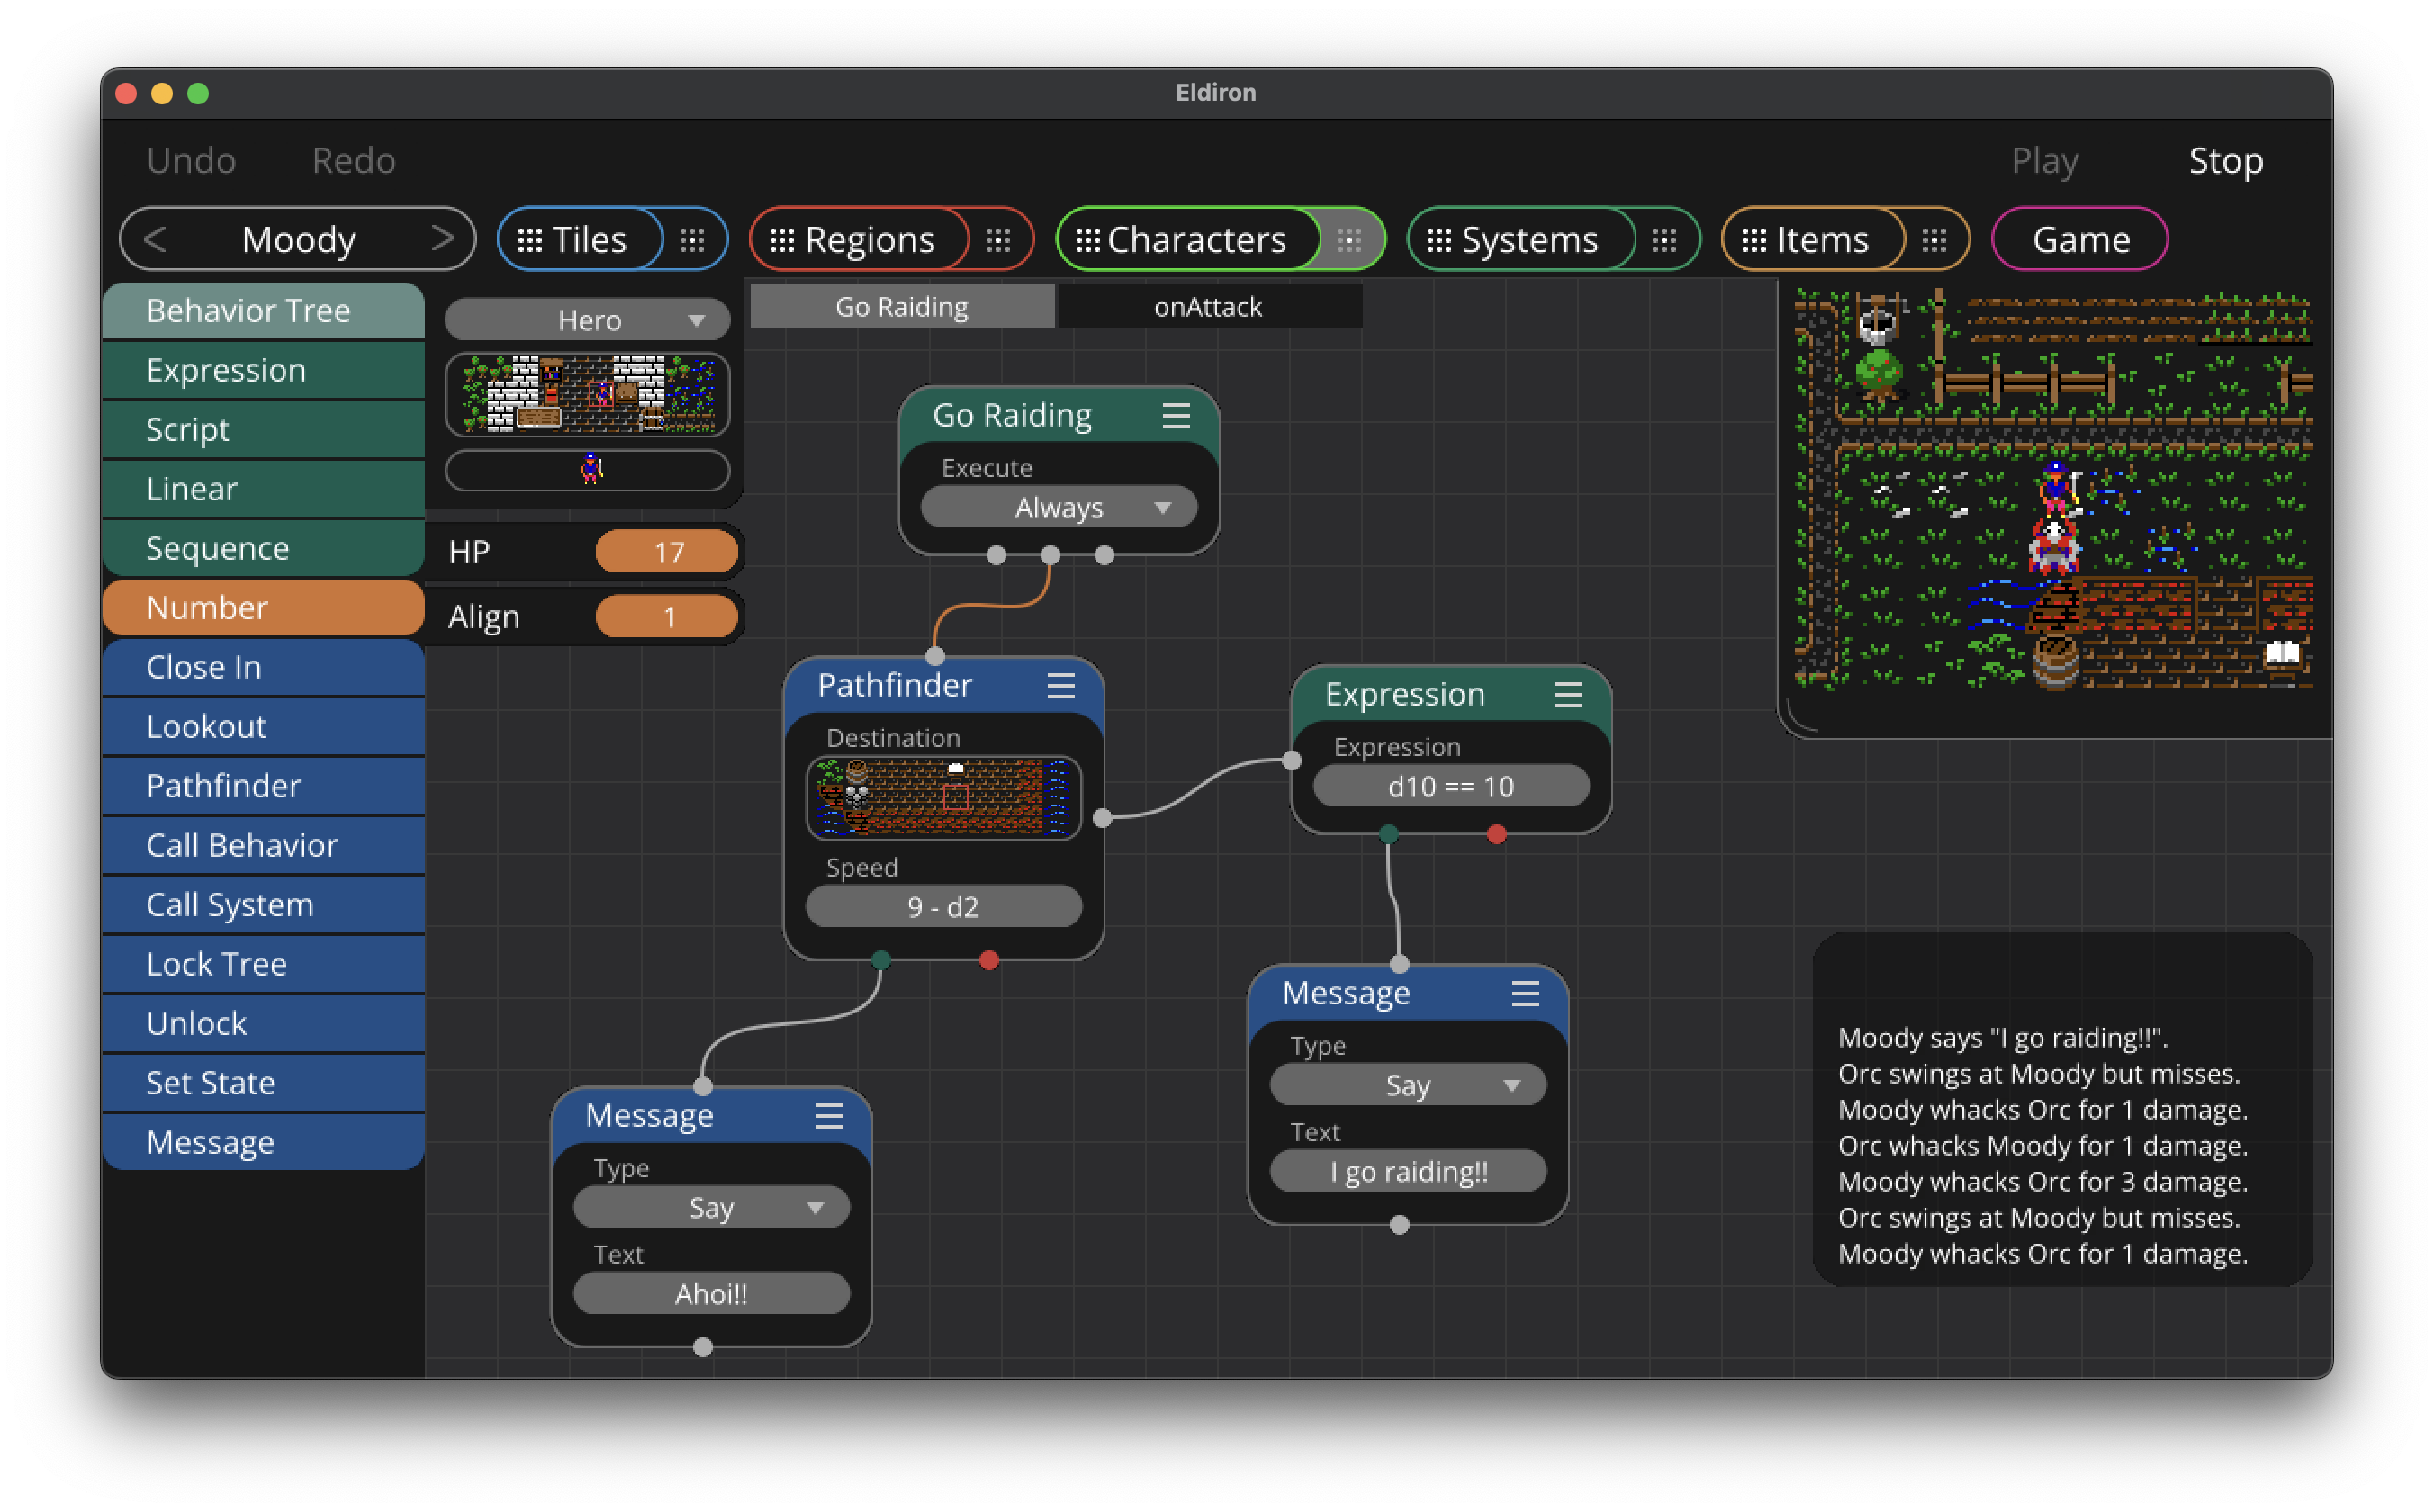 Eldiron
Undo Redo Play Stop
< Moody > Tiles Regions Characters Systems Items Game
Behavior Tree
Expression
Script
Linear
Sequence
Number
Close In
Lookout
Pathfinder
Call Behavior
Call System
Lock Tree
Unlock
Set State
Message
Hero
HP 17
Align 1
Go Raiding onAttack
Go Raiding
Execute
Always
Pathfinder
Destination
Speed
9 - d2
Expression
Expression
d10 == 10
Message
Type
Say
Text
Ahoi!!
Message
Type
Say
Text
I go raiding!!
Moody says "I go raiding!!".
Orc swings at Moody but misses.
Moody whacks Orc for 1 damage.
Orc whacks Moody for 1 damage.
Moody whacks Orc for 3 damage.
Orc swings at Moody but misses.
Moody whacks Orc for 1 damage.